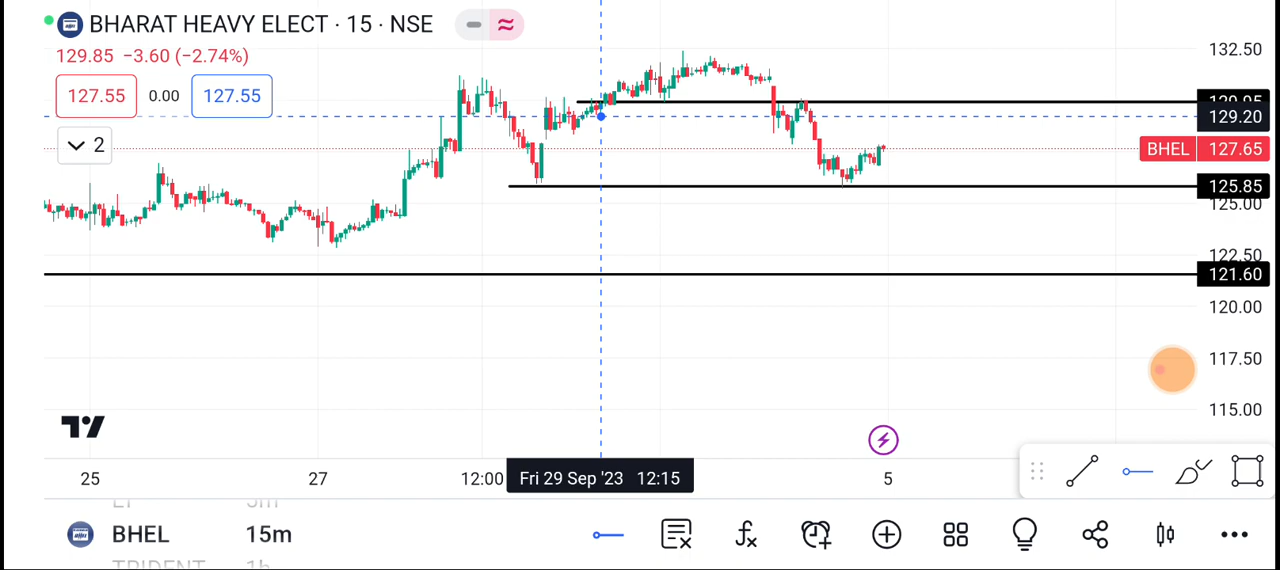 BHARAT HEAVY ELECT · 15 · NSE
129.85 −3.60 (−2.74%)
127.55 0.00 127.55
2
132.50
129.20
BHEL 127.65
125.85
125.00
122.50
121.60
120.00
117.50
115.00
25 27 12:00 Fri 29 Sep '23 12:15 5
BHEL 15m
TRIDENT 1h